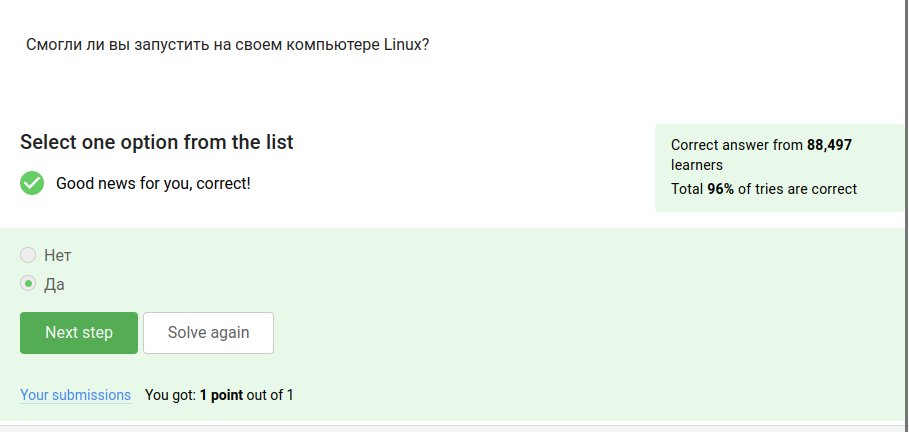 Смогли ли вы запустить на своем компьютере Linux?
Select one option from the list
Correct answer from 88,497
learners
Total 96% of tries are correct
Good news for you, correct!
Нет
Да
Next step
Solve again
Your submissions You got: 1 point out of 1